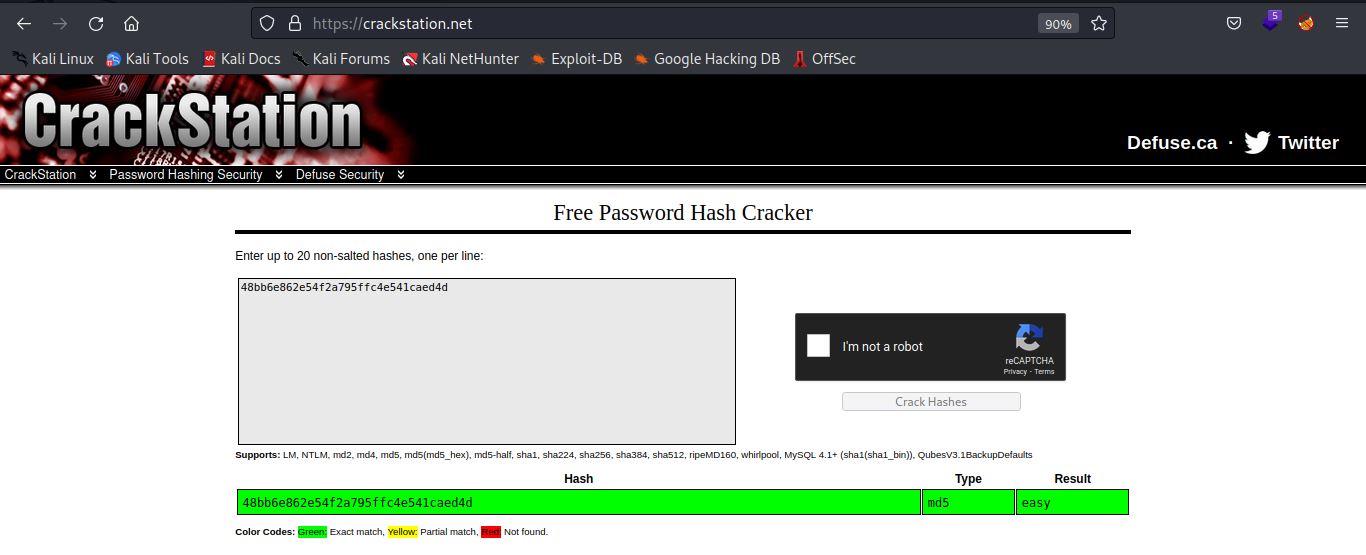 https://crackstation.net 90% 5
Kali Linux Kali Tools Kali Docs Kali Forums Kali NetHunter Exploit-DB Google Hacking DB OffSec
CrackStation
Defuse.ca · Twitter
CrackStation Password Hashing Security Defuse Security
Free Password Hash Cracker
Enter up to 20 non-salted hashes, one per line:
48bb6e862e54f2a795ffc4e541caed4d
I'm not a robot
reCAPTCHA
Privacy - Terms
Crack Hashes
Supports: LM, NTLM, md2, md4, md5, md5(md5_hex), md5-half, sha1, sha224, sha256, sha384, sha512, ripeMD160, whirlpool, MySQL 4.1+ (sha1(sha1_bin)), QubesV3.1BackupDefaults
Hash Type Result
48bb6e862e54f2a795ffc4e541caed4d md5 easy
Color Codes: Green: Exact match, Yellow: Partial match, Red: Not found.